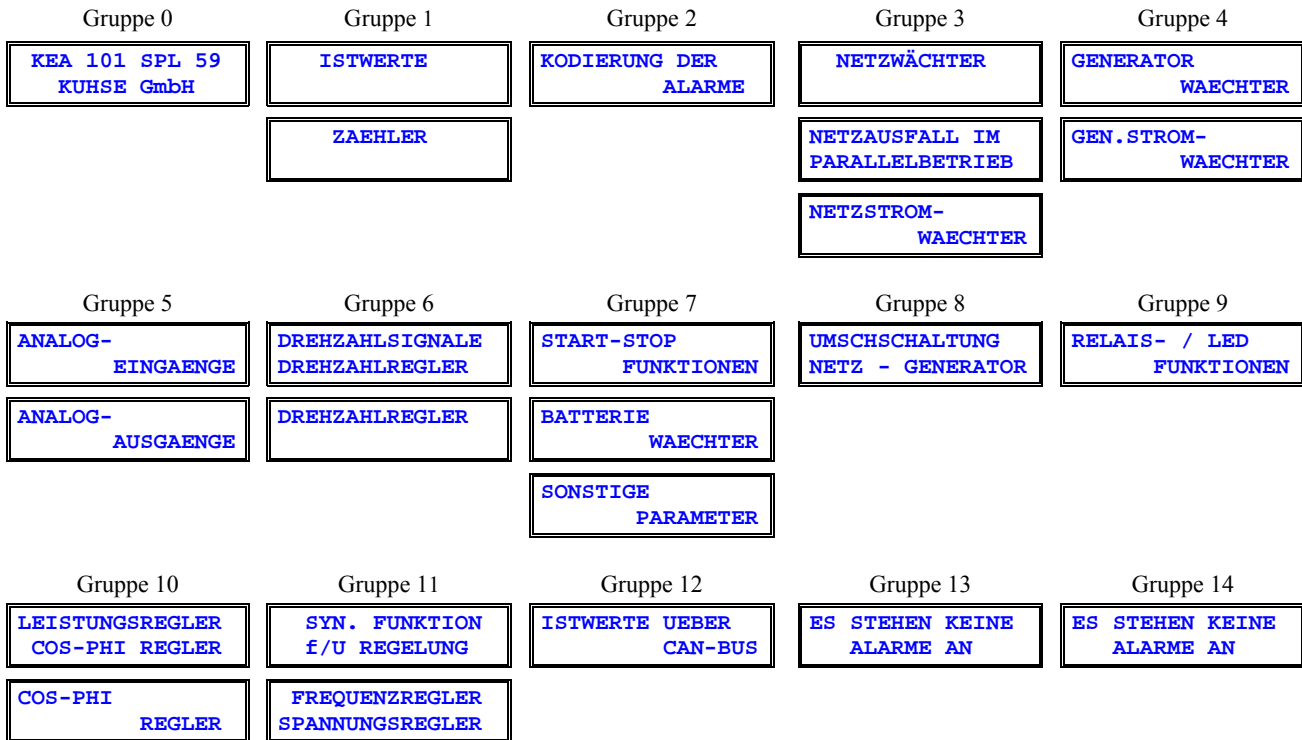 Gruppe 0
KEA 101 SPL 59
KUHSE GmbH
Gruppe 1
ISTWERTE
ZAEHLER
Gruppe 2
KODIERUNG DER
ALARME
Gruppe 3
NETZWÄCHTER
NETZAUSFALL IM
PARALLELBETRIEB
NETZSTROM-
WAECHTER
Gruppe 4
GENERATOR
WAECHTER
GEN.STROM-
WAECHTER
Gruppe 5
ANALOG-
EINGAENGE
ANALOG-
AUSGAENGE
Gruppe 6
DREHZAHLSIGNALE
DREHZAHLREGLER
DREHZAHLREGLER
Gruppe 7
START-STOP
FUNKTIONEN
BATTERIE
WAECHTER
SONSTIGE
PARAMETER
Gruppe 8
UMSCHSCHALTUNG
NETZ - GENERATOR
Gruppe 9
RELAIS- / LED
FUNKTIONEN
Gruppe 10
LEISTUNGSREGLER
COS-PHI REGLER
COS-PHI
REGLER
Gruppe 11
SYN. FUNKTION
f/U REGELUNG
FREQUENZREGLER
SPANNUNGSREGLER
Gruppe 12
ISTWERTE UEBER
CAN-BUS
Gruppe 13
ES STEHEN KEINE
ALARME AN
Gruppe 14
ES STEHEN KEINE
ALARME AN